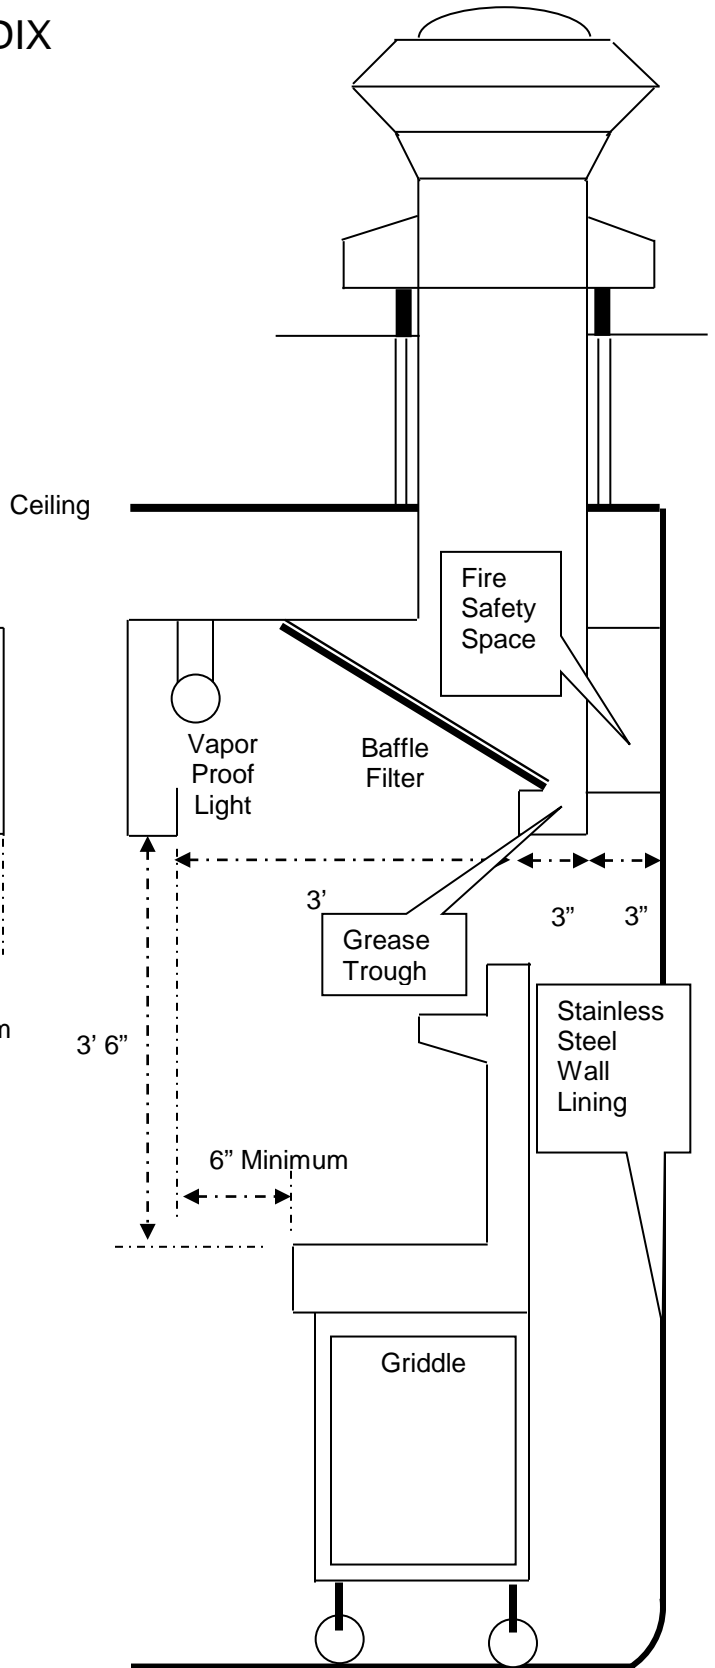 DIX
Ceiling
Fire
Safety
Space
Vapor
Proof
Light
Baffle
Filter
3’
3”
3”
Grease
Trough
Stainless
Steel
Wall
Lining
3’ 6”
6” Minimum
Griddle